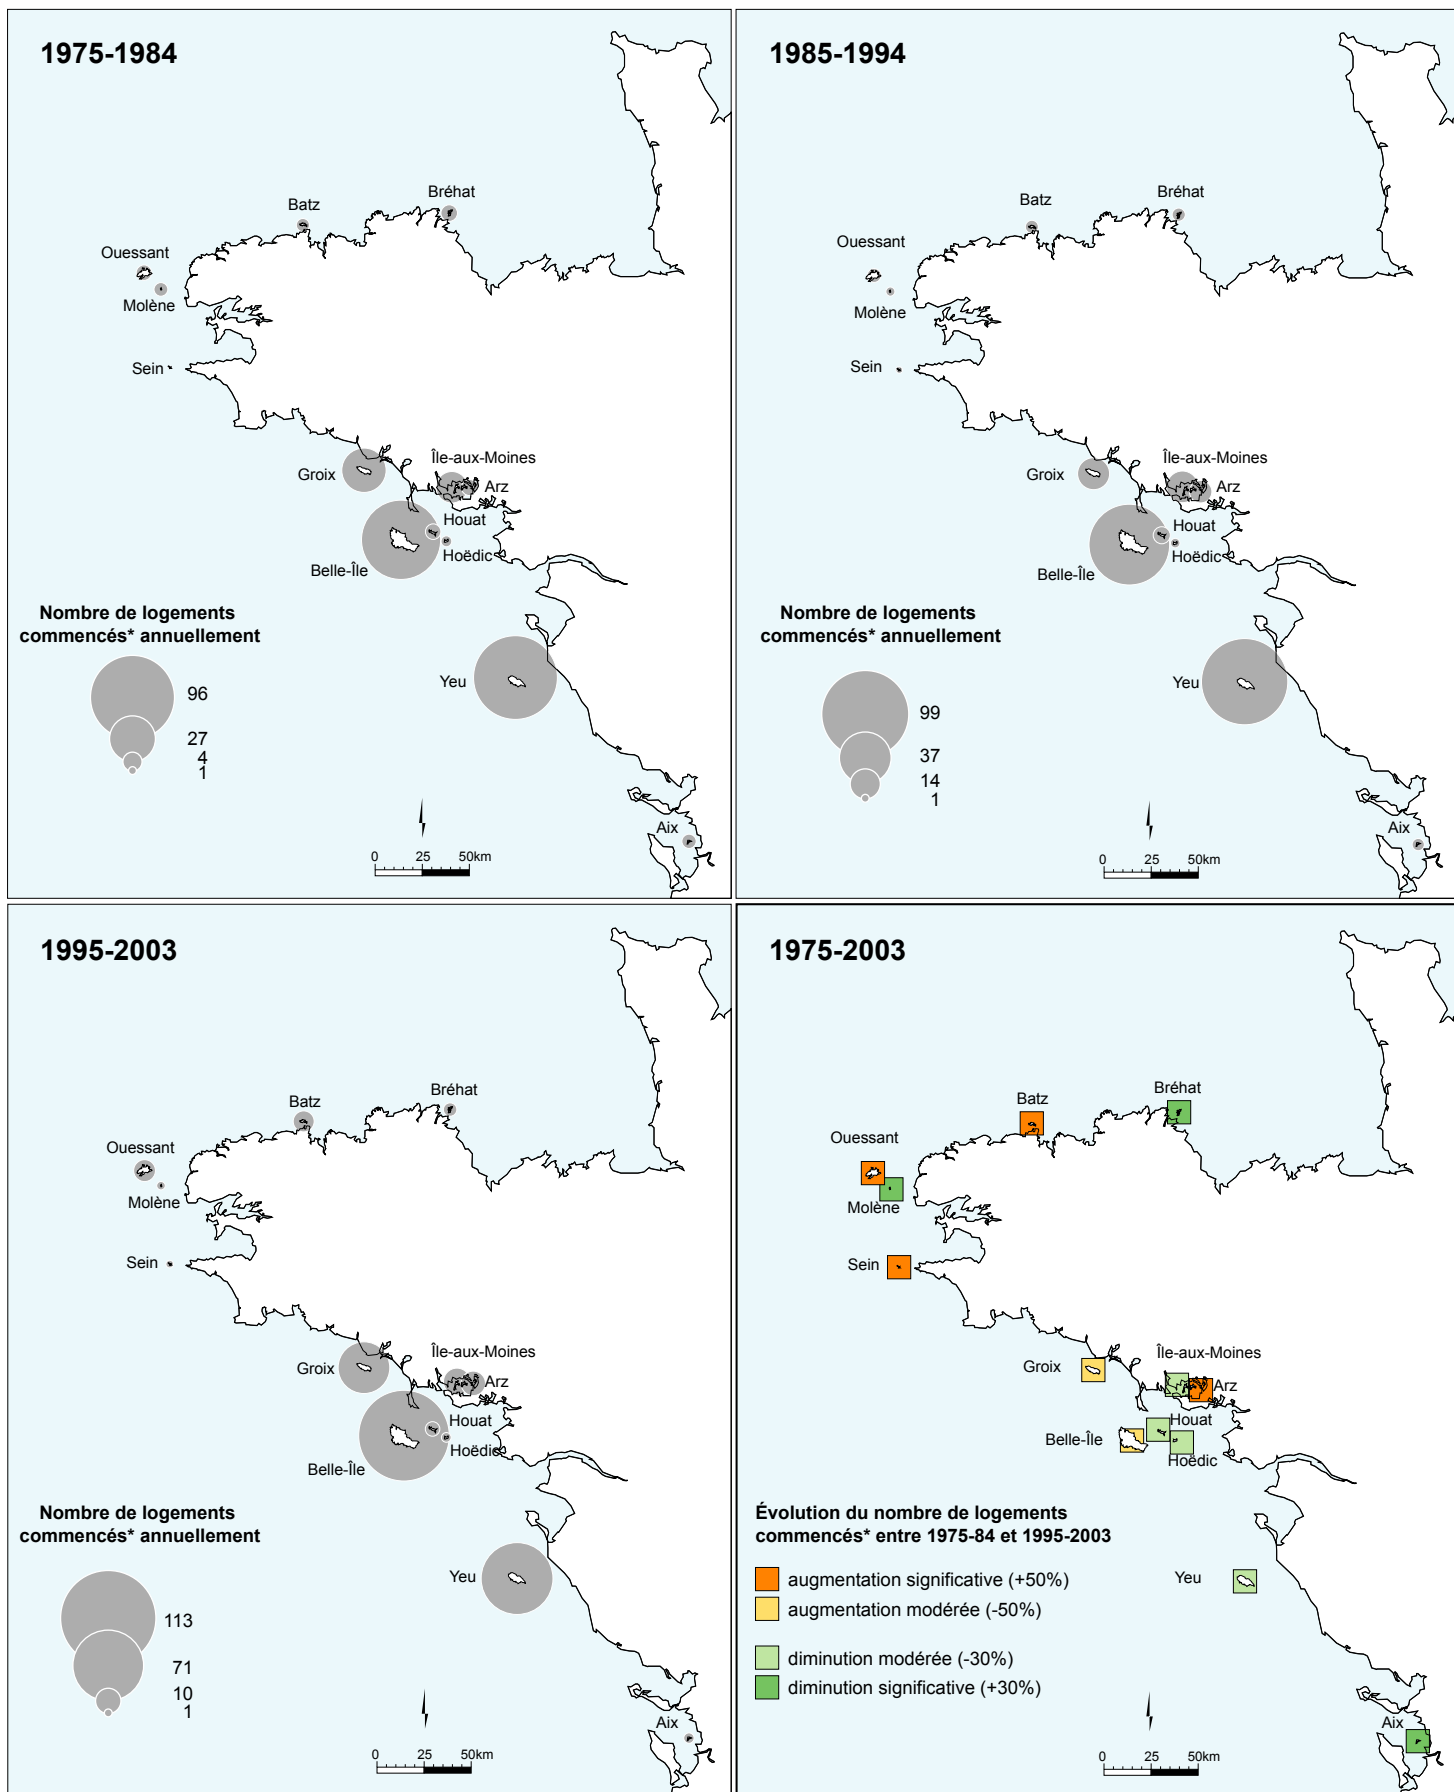 1975-1984
Bréhat
Batz
Ouessant
Molène
Sein
Île-aux-Moines
Groix
Arz
Houat
Hoëdic
Belle-Île
Nombre de logements
commencés* annuellement
Yeu
96
27
4
1
Aix
0 25 50km
1985-1994
Bréhat
Batz
Ouessant
Molène
Sein
Île-aux-Moines
Groix
Arz
Houat
Hoëdic
Belle-Île
Nombre de logements
commencés* annuellement
Yeu
99
37
14
1
Aix
0 25 50km
1995-2003
Bréhat
Batz
Ouessant
Molène
Sein
Île-aux-Moines
Groix
Arz
Houat
Hoëdic
Belle-Île
Nombre de logements
commencés* annuellement
Yeu
113
71
10
1
Aix
0 25 50km
1975-2003
Bréhat
Batz
Ouessant
Molène
Sein
Île-aux-Moines
Groix
Arz
Houat
Belle-Île
Hoëdic
Évolution du nombre de logements
commencés* entre 1975-84 et 1995-2003
Yeu
augmentation significative (+50%)
augmentation modérée (-50%)
diminution modérée (-30%)
diminution significative (+30%)
Aix
0 25 50km